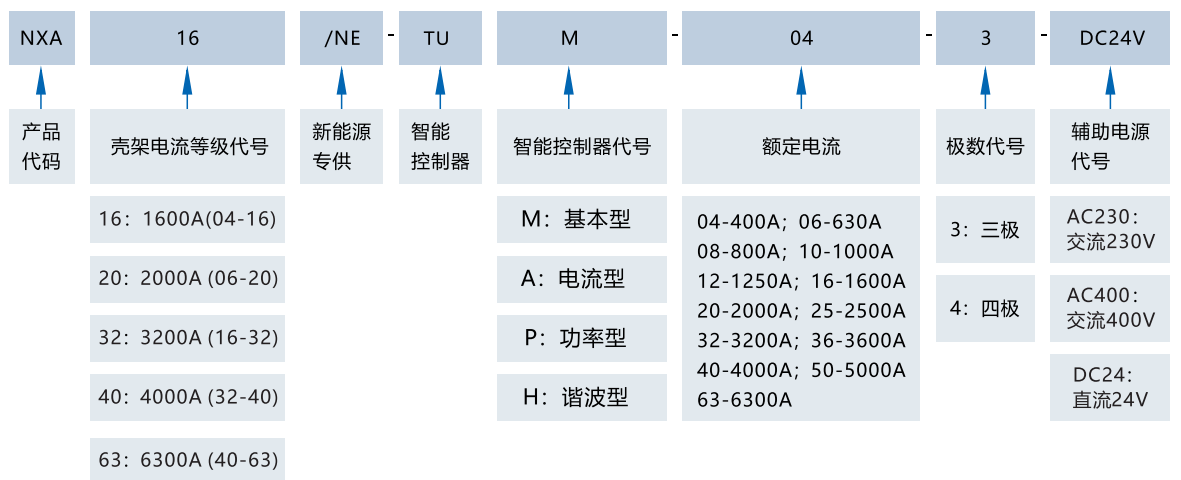 NXA 16 /NE - TU M - 04 - 3 - DC24V
产品
代码
壳架电流等级代号
新能源
专供
智能
控制器
智能控制器代号
额定电流
极数代号
辅助电源
代号
16：1600A(04-16)
20：2000A (06-20)
32：3200A (16-32)
40：4000A (32-40)
63：6300A (40-63)
M：基本型
A：电流型
P：功率型
H：谐波型
04-400A；06-630A
08-800A；10-1000A
12-1250A；16-1600A
20-2000A；25-2500A
32-3200A；36-3600A
40-4000A；50-5000A
63-6300A
3：三极
4：四极
AC230：
交流230V
AC400：
交流400V
DC24：
直流24V